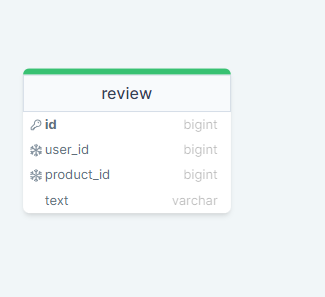 review
id bigint
user_id bigint
product_id bigint
text varchar